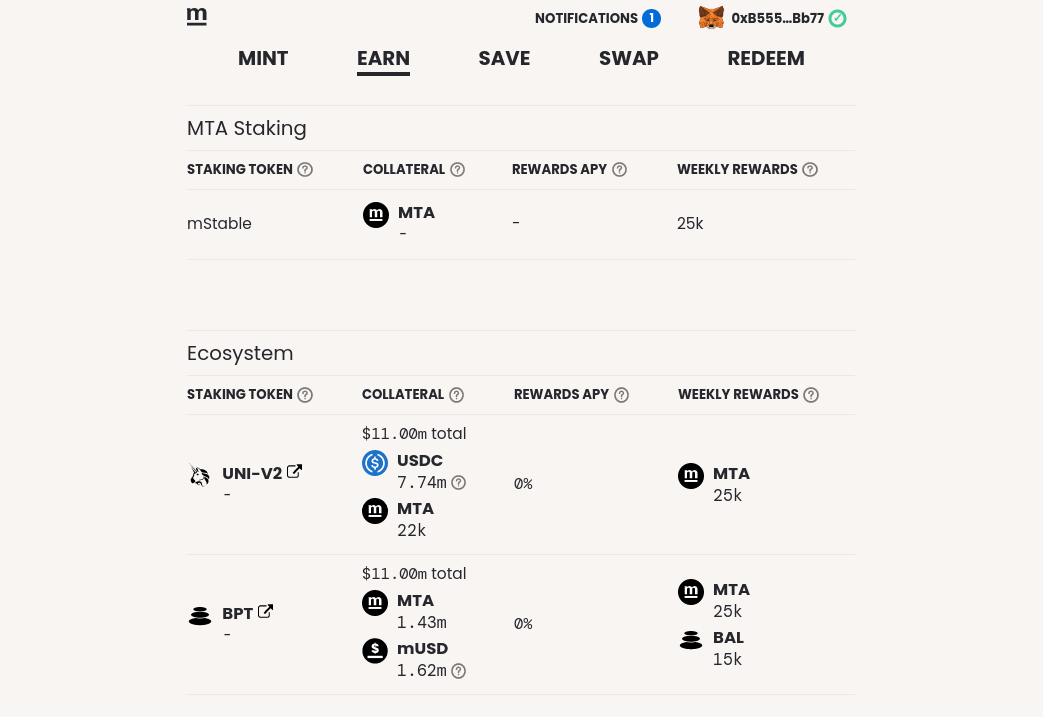 m
NOTIFICATIONS 1
0xB555…Bb77
MINT EARN SAVE SWAP REDEEM
MTA Staking
STAKING TOKEN ? COLLATERAL ? REWARDS APY ? WEEKLY REWARDS ?
mStable
m MTA
-
-
25k
Ecosystem
STAKING TOKEN ? COLLATERAL ? REWARDS APY ? WEEKLY REWARDS ?
UNI-V2
-
$11.00m total
$ USDC
7.74m ?
m MTA
22k
0%
m MTA
25k
BPT
-
$11.00m total
m MTA
1.43m
$ mUSD
1.62m ?
0%
m MTA
25k
BAL
15k